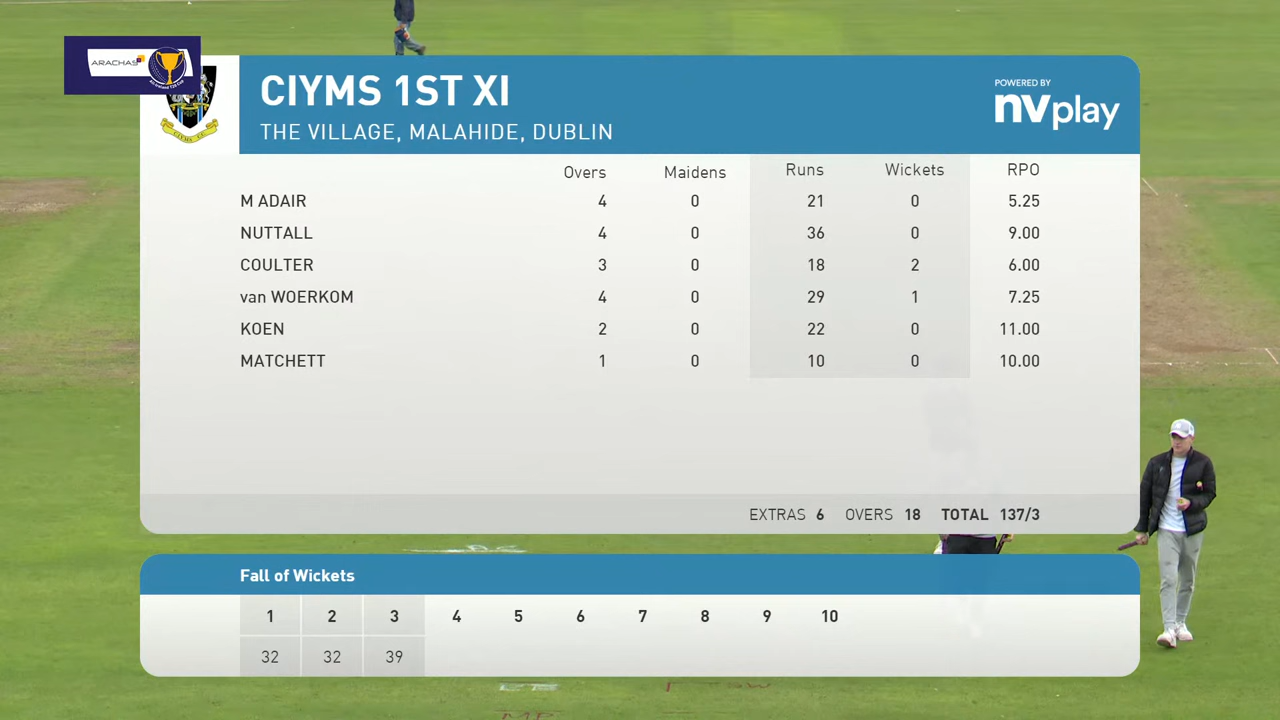 ARACHAS
CIYMS 1ST XI
THE VILLAGE, MALAHIDE, DUBLIN
POWERED BY
nvplay
Overs Maidens Runs Wickets RPO
M ADAIR 4 0 21 0 5.25
NUTTALL 4 0 36 0 9.00
COULTER 3 0 18 2 6.00
van WOERKOM 4 0 29 1 7.25
KOEN 2 0 22 0 11.00
MATCHETT 1 0 10 0 10.00
EXTRAS 6 OVERS 18 TOTAL 137/3
Fall of Wickets
1 2 3 4 5 6 7 8 9 10
32 32 39